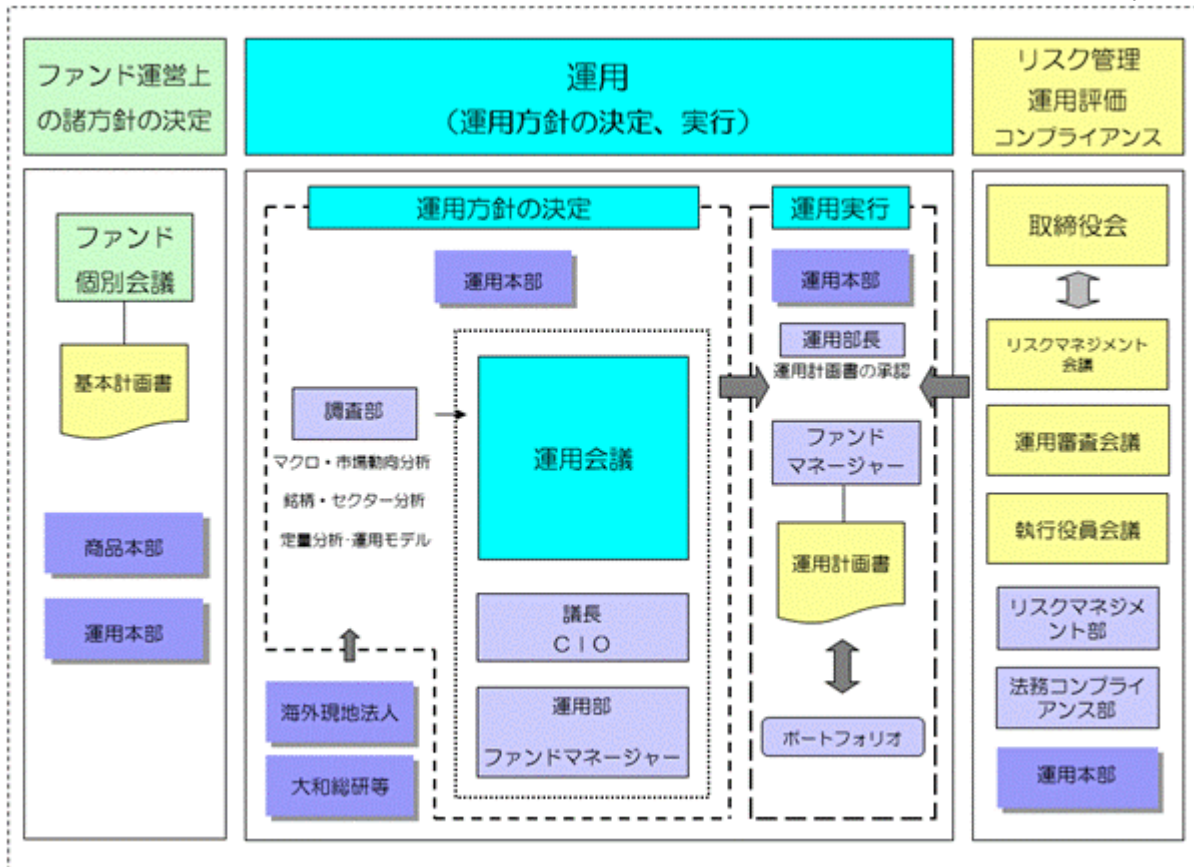 ファンド運営上
の諸方針の決定
運用
（運用方針の決定、実行）
リスク管理
運用評価
コンプライアンス
ファンド
個別会議
基本計画書
商品本部
運用本部
運用方針の決定
運用本部
調査部
マクロ・市場動向分析
銘柄・セクター分析
定量分析・運用モデル
運用会議
議長
ＣＩＯ
運用部
ファンドマネージャー
海外現地法人
大和総研等
運用実行
運用本部
運用部長
運用計画書の承認
ファンド
マネージャー
運用計画書
ポートフォリオ
取締役会
リスクマネジメント
会議
運用審査会議
執行役員会議
リスクマネジメ
ント部
法務コンプライ
アンス部
運用本部